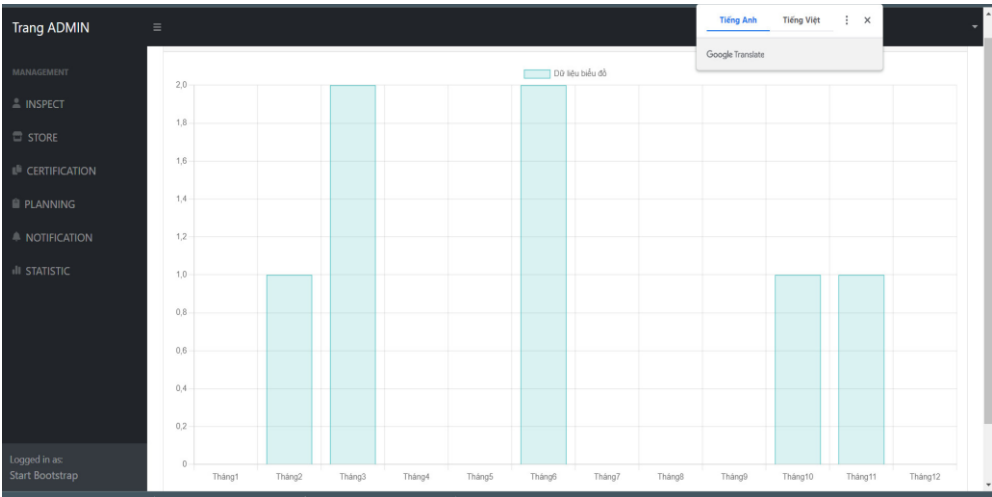 Trang ADMIN
Tiếng Anh Tiếng Việt
Google Translate
MANAGEMENT
INSPECT
STORE
CERTIFICATION
PLANNING
NOTIFICATION
STATISTIC
Logged in as:
Start Bootstrap
Dữ liệu biểu đồ
2,0
1,8
1,6
1,4
1,2
1,0
0,8
0,6
0,4
0,2
0
Tháng1 Tháng2 Tháng3 Tháng4 Tháng5 Tháng6 Tháng7 Tháng8 Tháng9 Tháng10 Tháng11 Tháng12